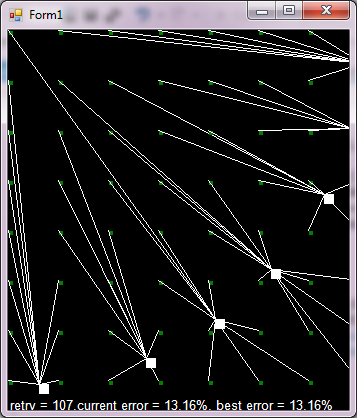 Form1
retry = 107,current error = 13.16%, best error = 13.16%